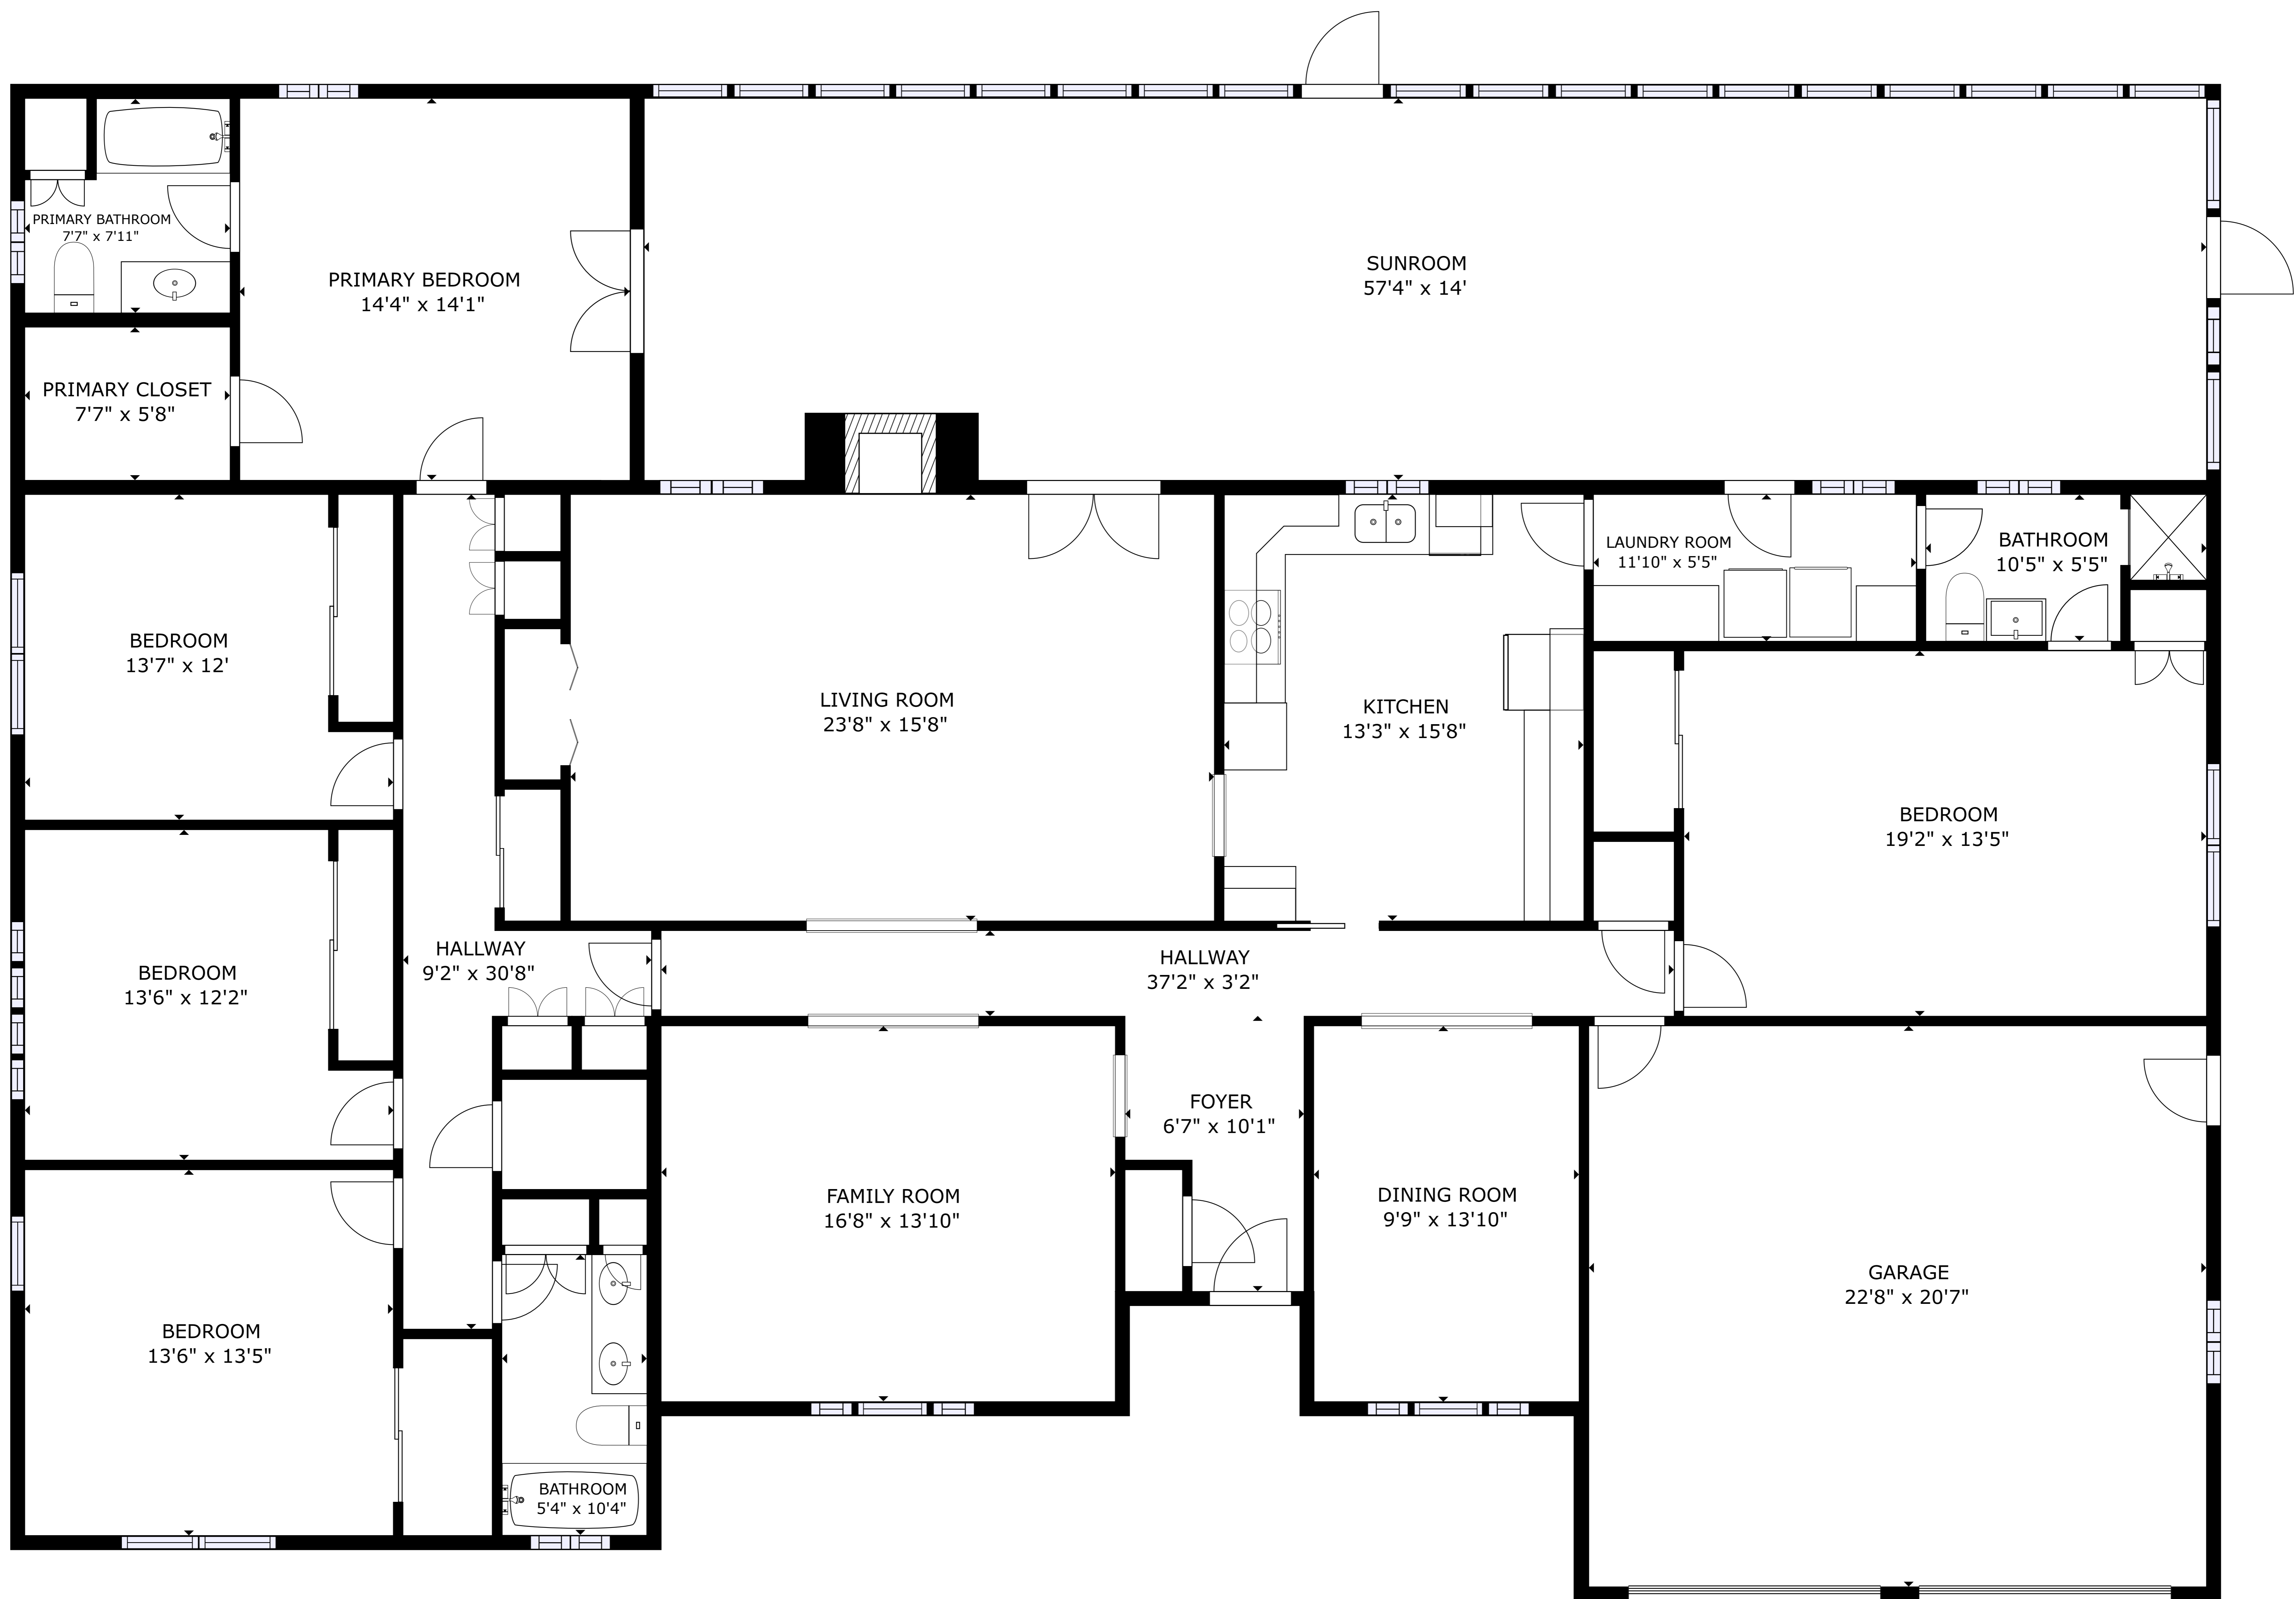 PRIMARY BATHROOM
7'7" x 7'11"
PRIMARY BEDROOM
14'4" x 14'1"
SUNROOM
57'4" x 14'
PRIMARY CLOSET
7'7" x 5'8"
BEDROOM
13'7" x 12'
LIVING ROOM
23'8" x 15'8"
KITCHEN
13'3" x 15'8"
LAUNDRY ROOM
11'10" x 5'5"
BATHROOM
10'5" x 5'5"
BEDROOM
19'2" x 13'5"
BEDROOM
13'6" x 12'2"
HALLWAY
9'2" x 30'8"
HALLWAY
37'2" x 3'2"
FOYER
6'7" x 10'1"
FAMILY ROOM
16'8" x 13'10"
DINING ROOM
9'9" x 13'10"
GARAGE
22'8" x 20'7"
BEDROOM
13'6" x 13'5"
BATHROOM
5'4" x 10'4"